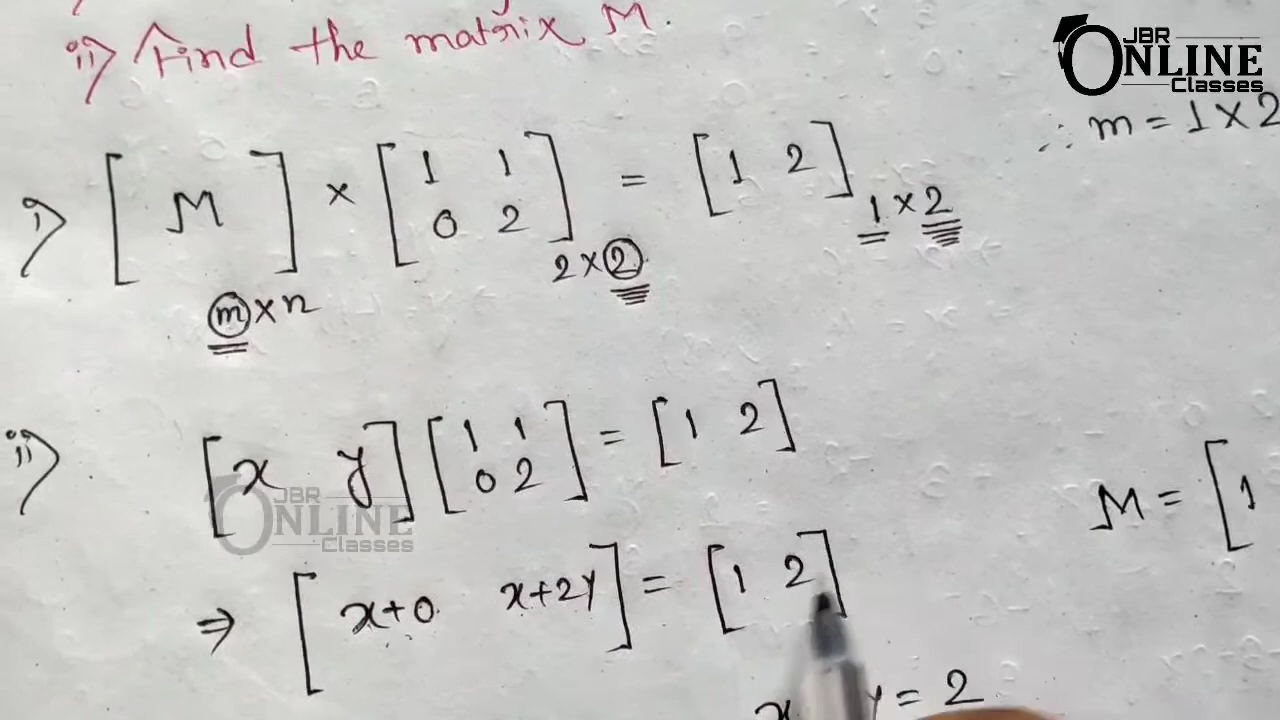 ii) Find the matrix M.
JBR ONLINE Classes
∴ m = 1 × 2
i) [ M ] m×n × [ 1 1 ; 0 2 ] 2×2 = [ 1 2 ] 1×2
ii) [ x y ] [ 1 1 ; 0 2 ] = [ 1 2 ]
JBR ONLINE Classes
M = [ 1
⇒ [ x+0 x+2y ] = [ 1 2 ]
x y = 2